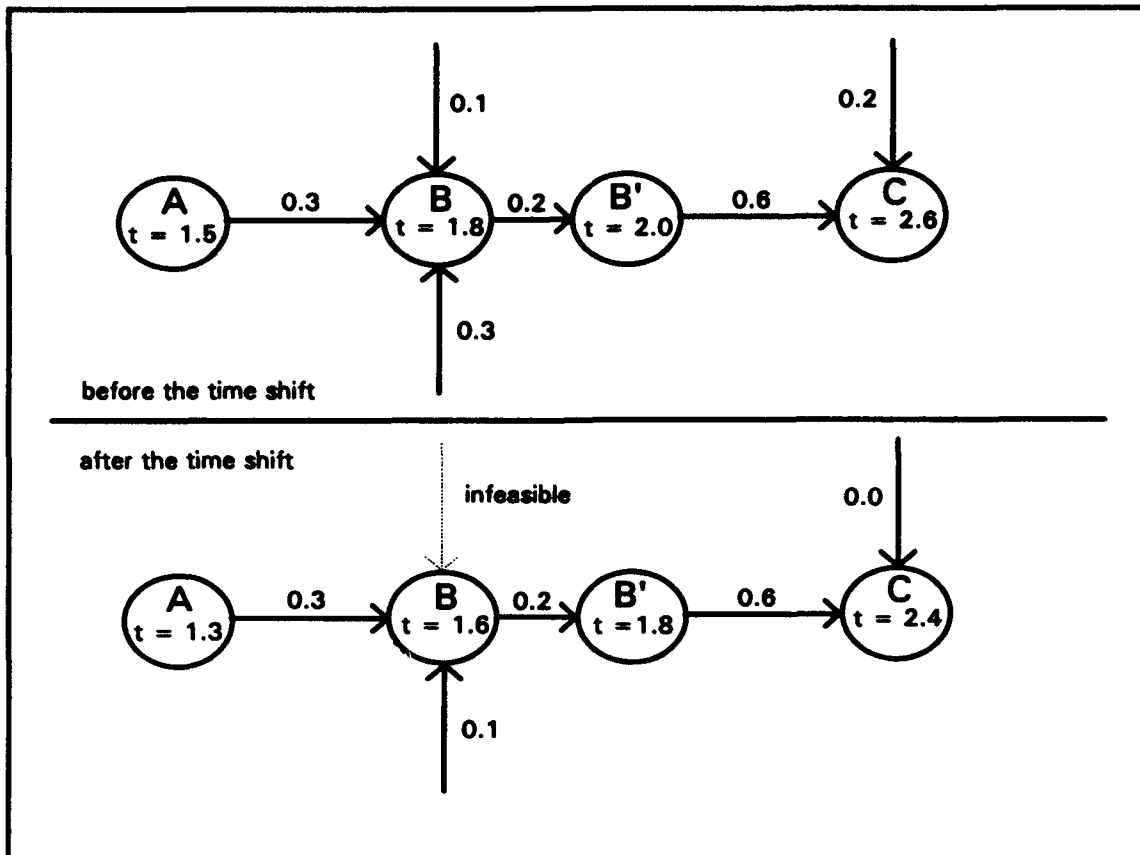 0.1
0.2
A
t = 1.5
0.3
B
t = 1.8
0.2
B'
t = 2.0
0.6
C
t = 2.6
0.3
before the time shift
after the time shift
infeasible
0.0
A
t = 1.3
0.3
B
t = 1.6
0.2
B'
t =1.8
0.6
C
t = 2.4
0.1